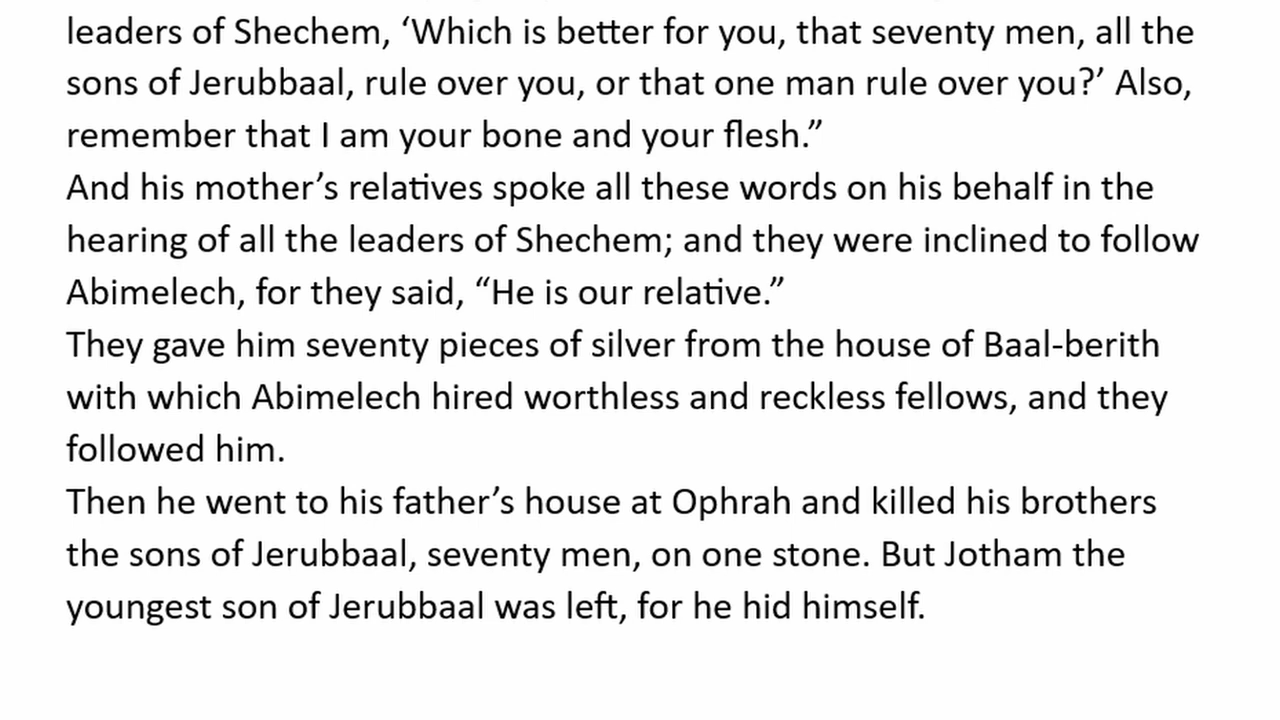 leaders of Shechem, ‘Which is better for you, that seventy men, all the
sons of Jerubbaal, rule over you, or that one man rule over you?’ Also,
remember that I am your bone and your flesh.”
And his mother’s relatives spoke all these words on his behalf in the
hearing of all the leaders of Shechem; and they were inclined to follow
Abimelech, for they said, “He is our relative.”
They gave him seventy pieces of silver from the house of Baal-berith
with which Abimelech hired worthless and reckless fellows, and they
followed him.
Then he went to his father’s house at Ophrah and killed his brothers
the sons of Jerubbaal, seventy men, on one stone. But Jotham the
youngest son of Jerubbaal was left, for he hid himself.